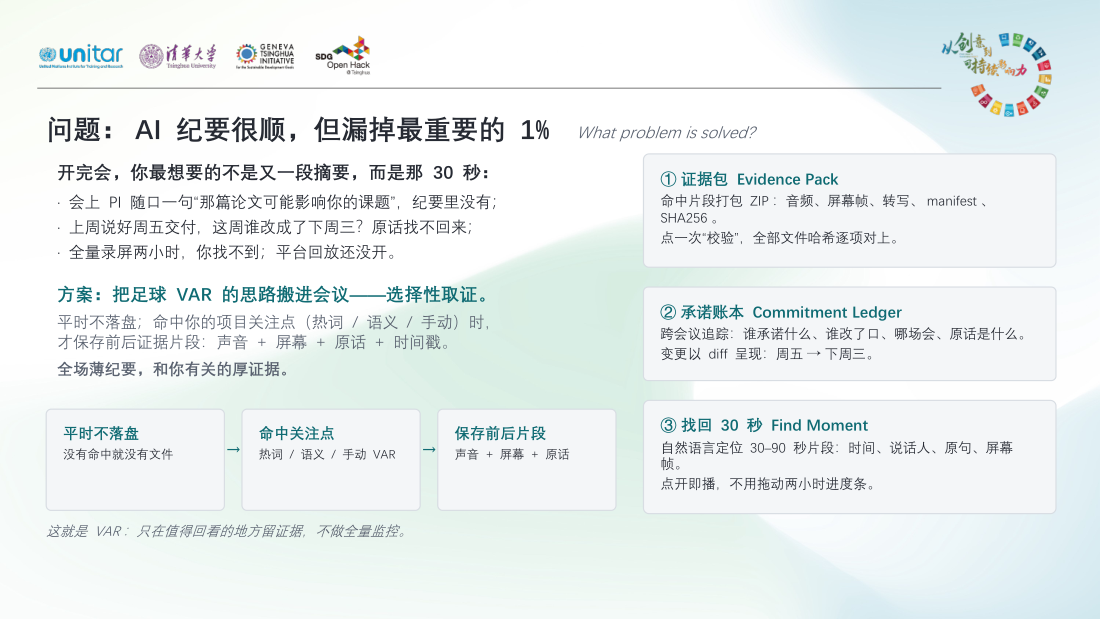 unitar
United Nations Institute for Training and Research
清华大学
Tsinghua University
GENEVA
TSINGHUA
INITIATIVE
for the Sustainable Development Goals
SDG
Open Hack
@Tsinghua
从创意到
可持续影响力
问题： AI 纪要很顺，但漏掉最重要的 1%
What problem is solved?
开完会，你最想要的不是又一段摘要，而是那 30 秒：
· 会上 PI 随口一句“那篇论文可能影响你的课题”，纪要里没有；
· 上周说好周五交付，这周谁改成了下周三？原话找不回来；
· 全量录屏两小时，你找不到；平台回放还没开。
方案：把足球 VAR 的思路搬进会议——选择性取证。
平时不落盘；命中你的项目关注点（热词 / 语义 / 手动）时，
才保存前后证据片段：声音 + 屏幕 + 原话 + 时间戳。
全场薄纪要，和你有关的厚证据。
平时不落盘
没有命中就没有文件
→
命中关注点
热词 / 语义 / 手动 VAR
→
保存前后片段
声音 + 屏幕 + 原话
这就是 VAR：只在值得回看的地方留证据，不做全量监控。
① 证据包 Evidence Pack
命中片段打包 ZIP：音频、屏幕帧、转写、manifest、
SHA256。
点一次“校验”，全部文件哈希逐项对上。
② 承诺账本 Commitment Ledger
跨会议追踪：谁承诺什么、谁改了口、哪场会、原话是什么。
变更以 diff 呈现：周五 → 下周三。
③ 找回 30 秒 Find Moment
自然语言定位 30–90 秒片段：时间、说话人、原句、屏幕
帧。
点开即播，不用拖动两小时进度条。